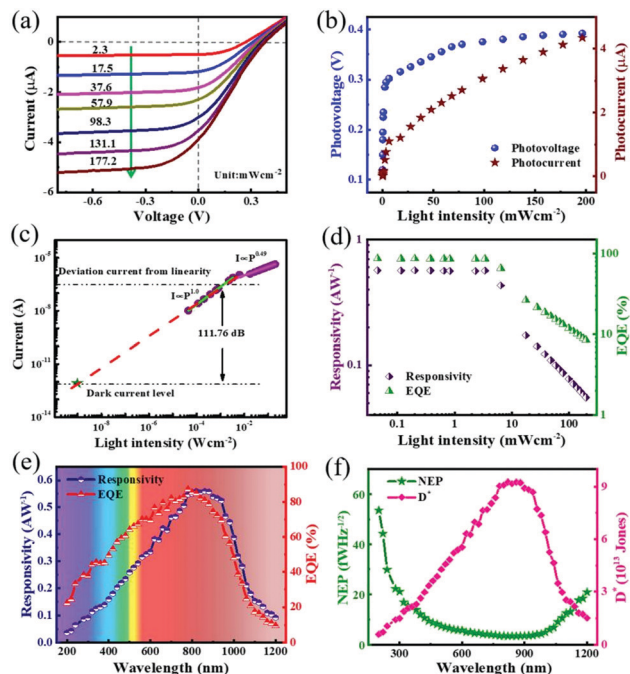 (a)
0
-2
-4
-6
Current (μA)
2.3
17.5
37.6
57.9
98.3
131.1
177.2
Unit:mWcm-2
-0.6
-0.3
0.0
0.3
Voltage (V)
(b)
0.4
0.3
0.2
0.1
Photovoltage (V)
Photovoltage
Photocurrent
4
2
0
Photocurrent (μA)
0
50
100
150
200
Light intensity (mWcm-2)
(c)
Current (A)
Deviation current from linearity
I∝P1.0
I∝P0.49
111.76 dB
Dark current level
Light intensity (Wcm-2)
(d)
1
0.1
Responsivity (AW-1)
Responsivity
EQE
100
10
1
EQE (%)
0.1
1
10
100
Light intensity (mWcm-2)
(e)
0.6
0.5
0.4
0.3
0.2
0.1
0.0
Responsivity (AW-1)
Responsivity
EQE
100
80
60
40
20
0
EQE (%)
200
400
600
800
1000
1200
Wavelength (nm)
(f)
60
40
20
0
NEP (fWHz-1/2)
NEP
D*
9
6
3
0
D* (1013 Jones)
300
600
900
1200
Wavelength (nm)